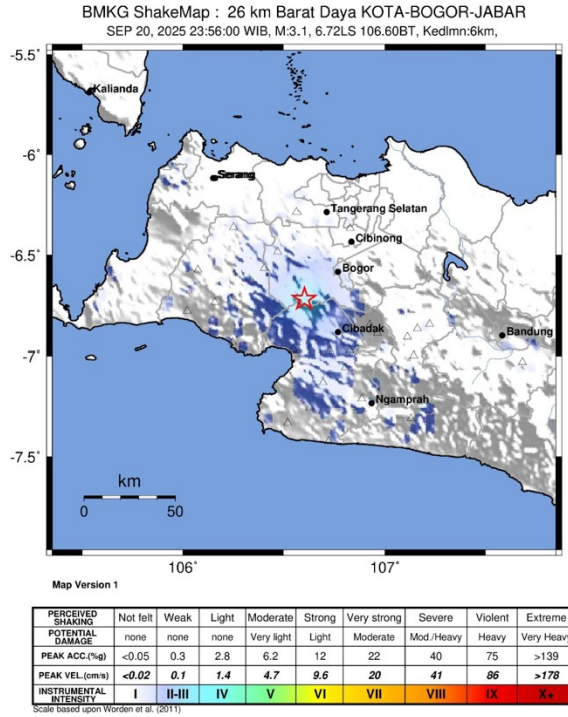 BMKG ShakeMap : 26 km Barat Daya KOTA-BOGOR-JABAR
SEP 20, 2025 23:56:00 WIB, M:3.1, 6.72LS 106.60BT, Kedlmn:6km,
-5.5°
Kalianda
-6°
Serang
Tangerang Selatan
Cibinong
-6.5°
Bogor
Cibadak
Bandung
-7°
Ngamprah
-7.5°
km
0 50
106° 107°
Map Version 1
PERCEIVED SHAKING Not felt Weak Light Moderate Strong Very strong Severe Violent Extreme
POTENTIAL DAMAGE none none none Very light Light Moderate Mod./Heavy Heavy Very Heavy
PEAK ACC.(%g) <0.05 0.3 2.8 6.2 12 22 40 75 >139
PEAK VEL.(cm/s) <0.02 0.1 1.4 4.7 9.6 20 41 86 >178
INSTRUMENTAL INTENSITY I II-III IV V VI VII VIII IX X+
Scale based upon Worden et al. (2011)